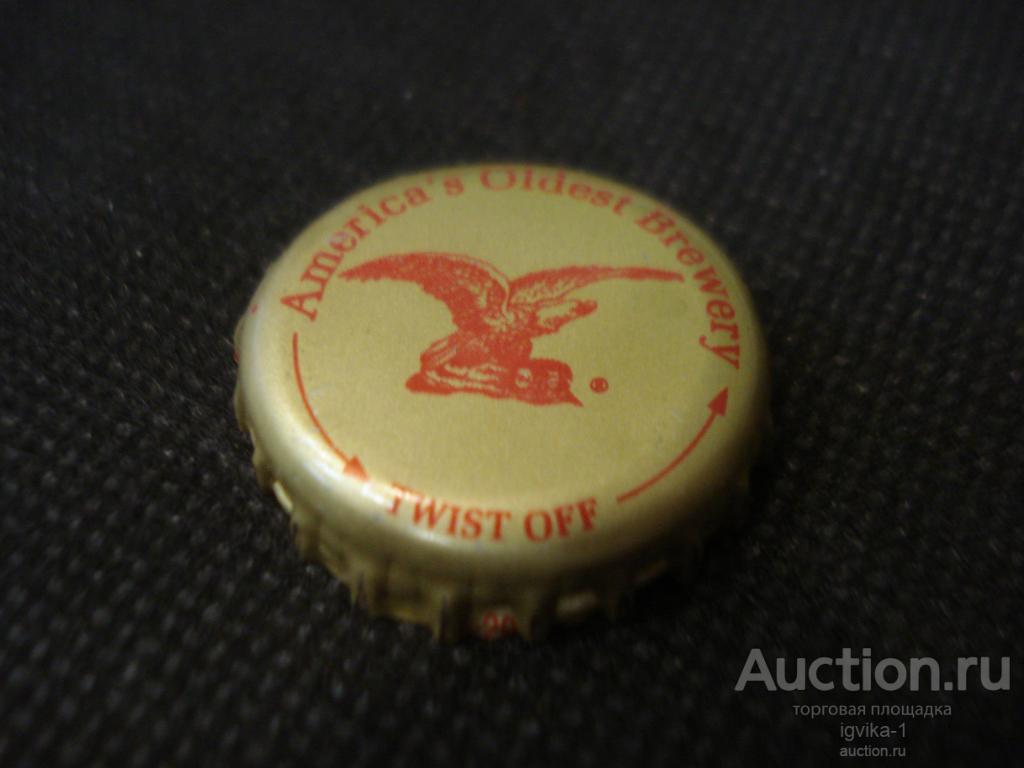 America's Oldest Brewery
®
TWIST OFF
Auction.ru
торговая площадка
igvika-1
auction.ru